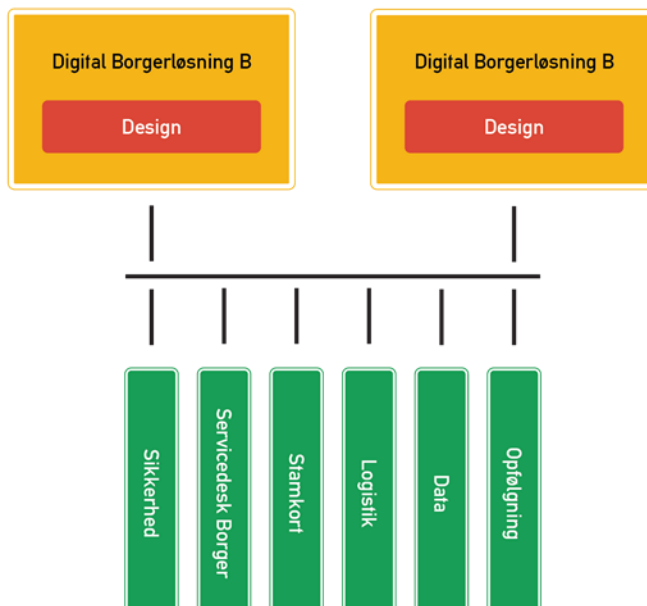 Digital Borgerløsning B
Design
Digital Borgerløsning B
Design
Sikkerhed
Servicedesk Borger
Stamkort
Logistik
Data
Opfølgning